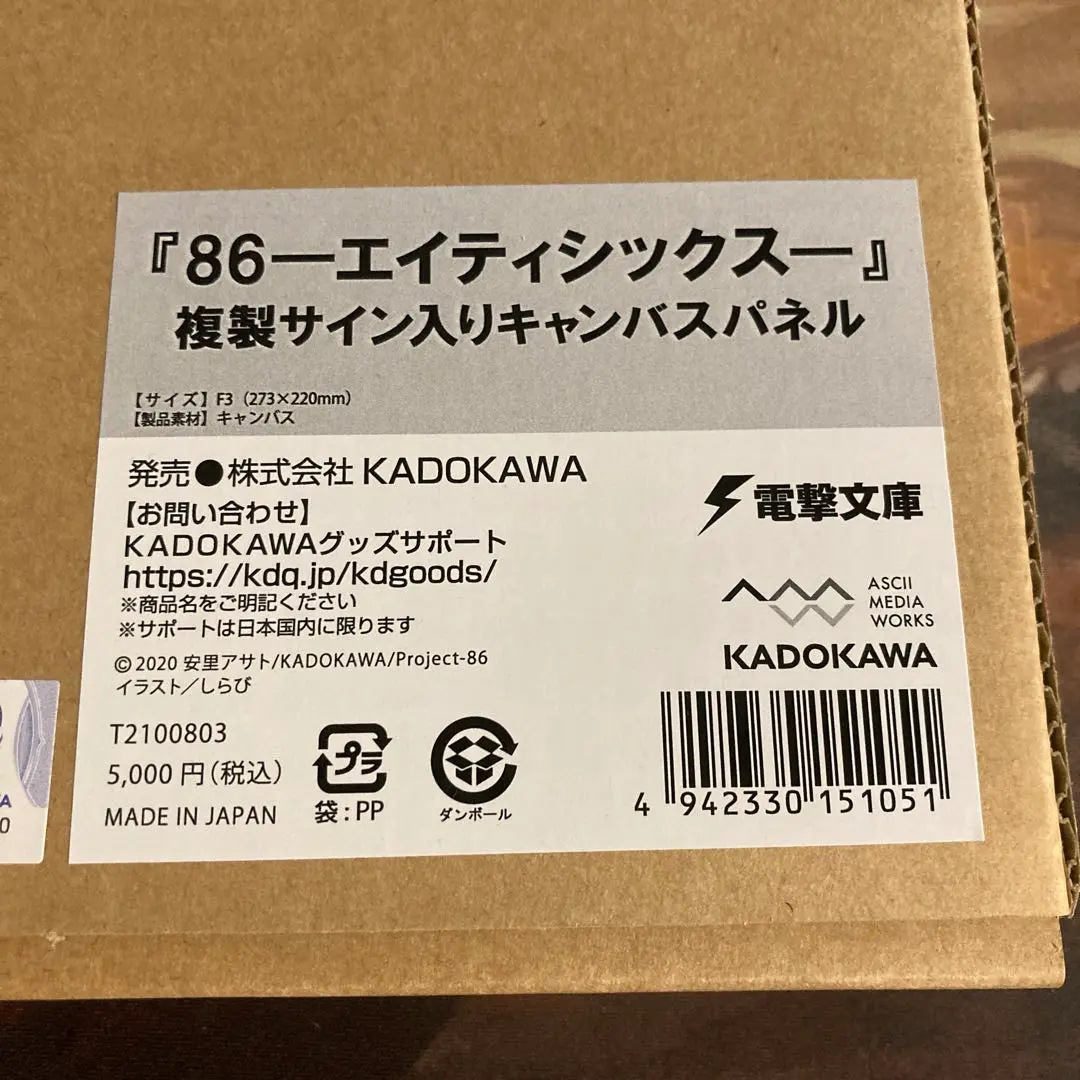 『86―エイティシックス―』
複製サイン入りキャンバスパネル
【サイズ】F3（273×220mm）
【製品素材】キャンバス
発売●株式会社 KADOKAWA
【お問い合わせ】
KADOKAWAグッズサポート
https://kdq.jp/kdgoods/
※商品名をご明記ください
※サポートは日本国内に限ります
©2020 安里アサト/KADOKAWA/Project-86
イラスト／しらび
電撃文庫
ASCII
MEDIA
WORKS
KADOKAWA
T2100803
5,000 円（税込）
MADE IN JAPAN
プラ
袋：PP
ダンボール
4 942330 151051